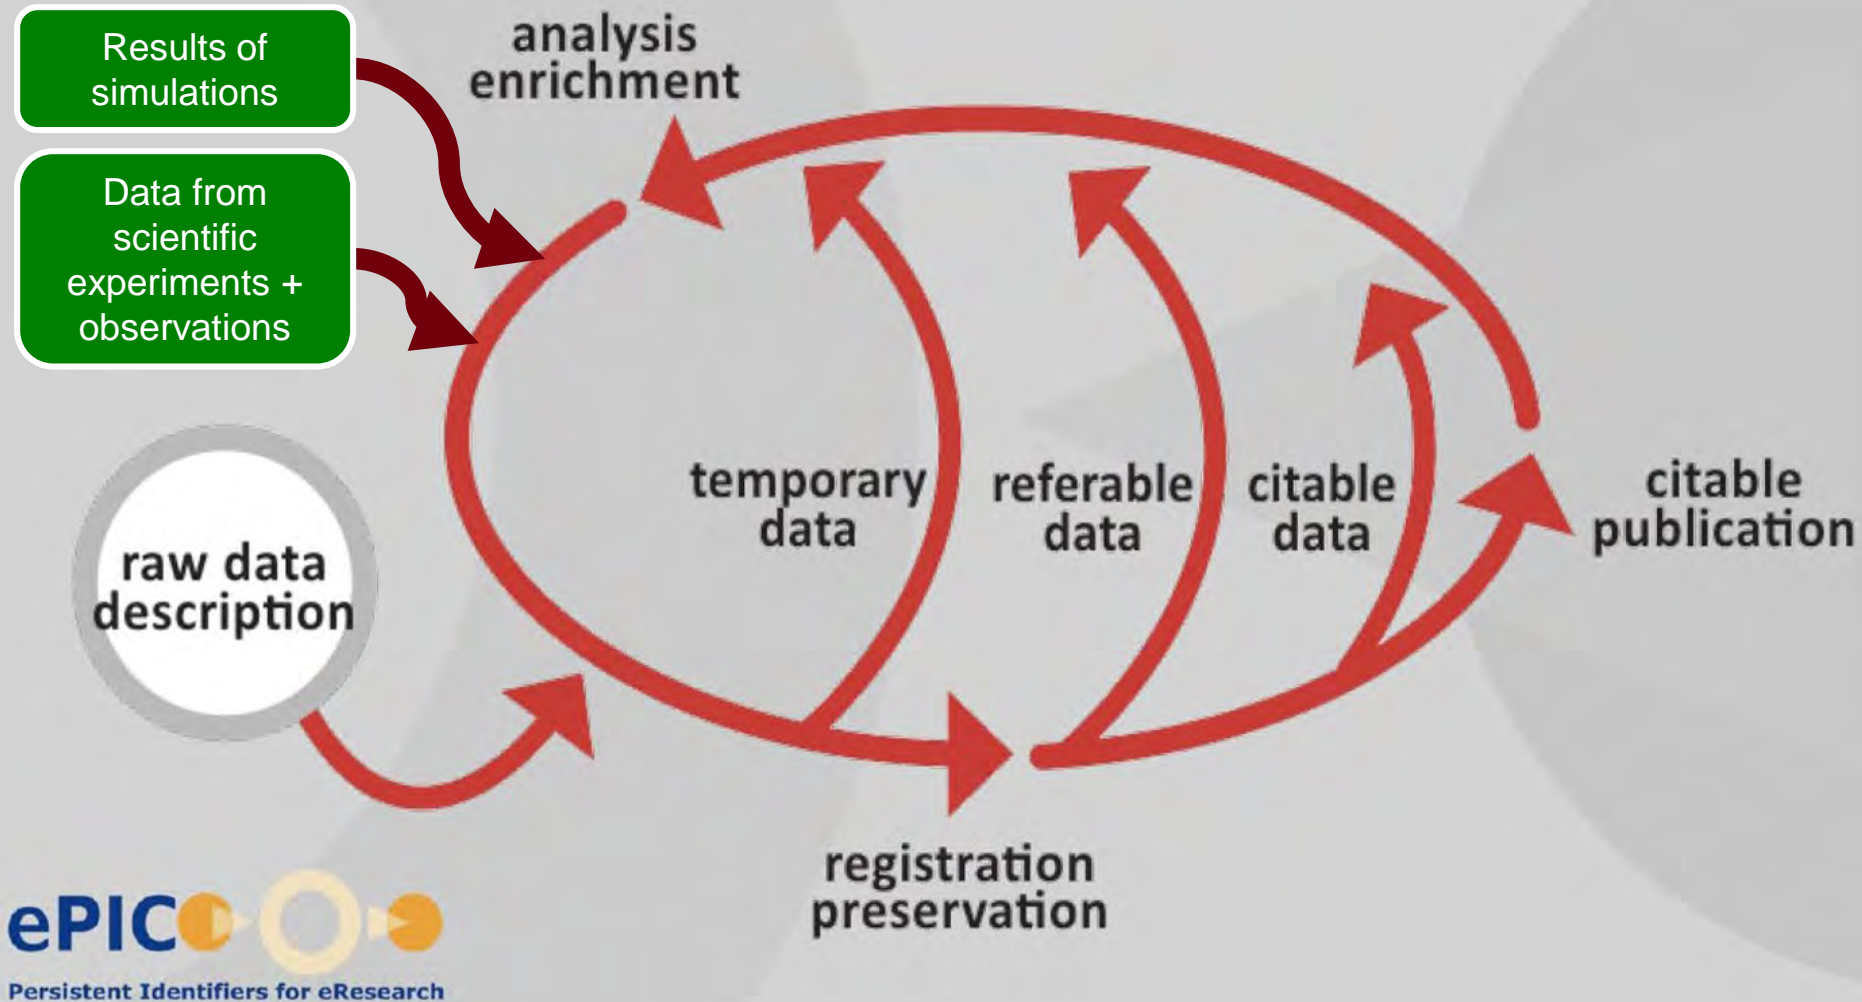 Results of
simulations
analysis
enrichment
Data from
scientific
experiments +
observations
temporary
data
referable
data
citable
data
citable
publication
raw data
description
registration
preservation
ePIC
Persistent Identifiers for eResearch